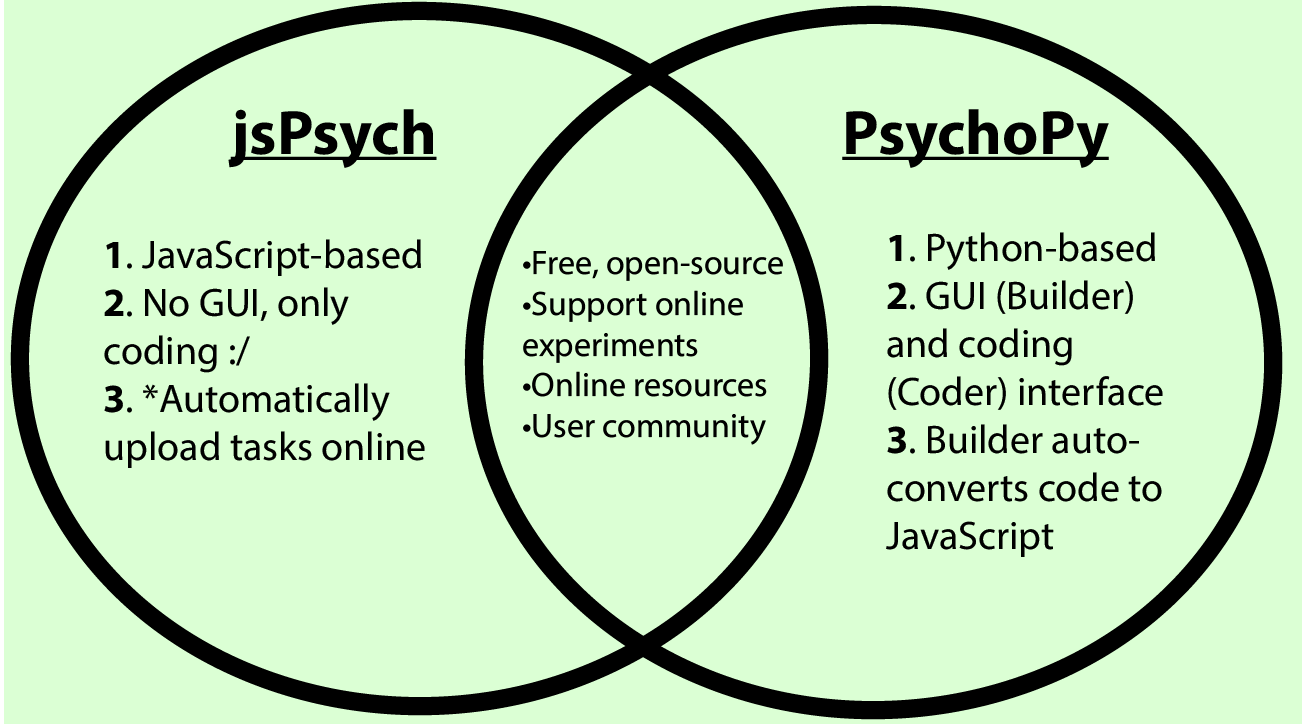 jsPsych
1. JavaScript-based
2. No GUI, only
coding :/
3. *Automatically
upload tasks online
•Free, open-source
•Support online
experiments
•Online resources
•User community
PsychoPy
1. Python-based
2. GUI (Builder)
and coding
(Coder) interface
3. Builder auto-
converts code to
JavaScript